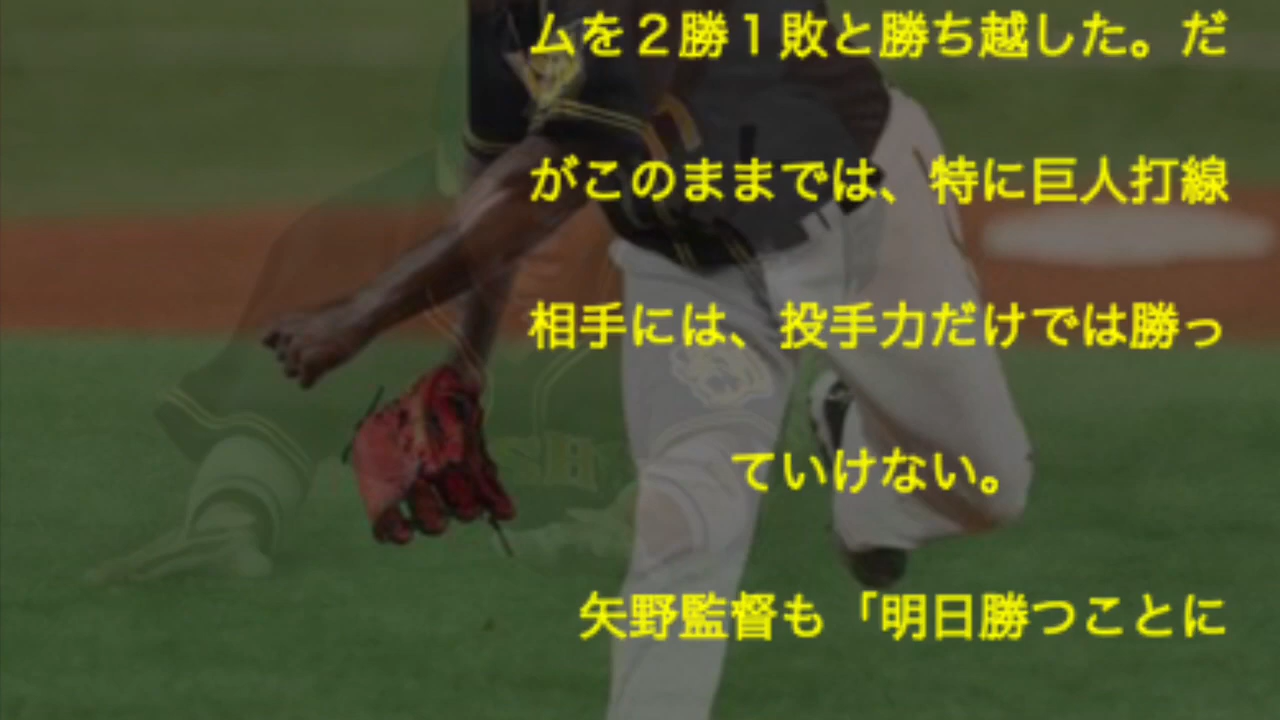 ムを２勝１敗と勝ち越した。だ
がこのままでは、特に巨人打線
相手には、投手力だけでは勝っ
ていけない。
矢野監督も「明日勝つことに